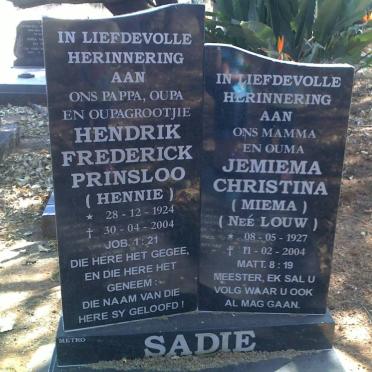 IN LIEFDEVOLLE
HERINNERING
AAN
ONS PAPPA, OUPA
EN OUPAGROOTJIE
HENDRIK
FREDERICK
PRINSLOO
( HENNIE )
★ 28 - 12 - 1924
† 30 - 04 - 2004
JOB. 1 : 21
DIE HERE HET GEGEE,
EN DIE HERE HET
GENEEM ;
DIE NAAM VAN DIE
HERE SY GELOOFD !
IN LIEFDEVOLLE
HERINNERING
AAN
ONS MAMMA
EN OUMA
JEMIEMA
CHRISTINA
( MIEMA )
( NEÉ LOUW )
★ 08 - 05 - 1927
† 11 - 02 - 2004
MATT. 8 : 19
MEESTER, EK SAL U
VOLG WAAR U OOK
AL MAG GAAN.
METRO
SADIE